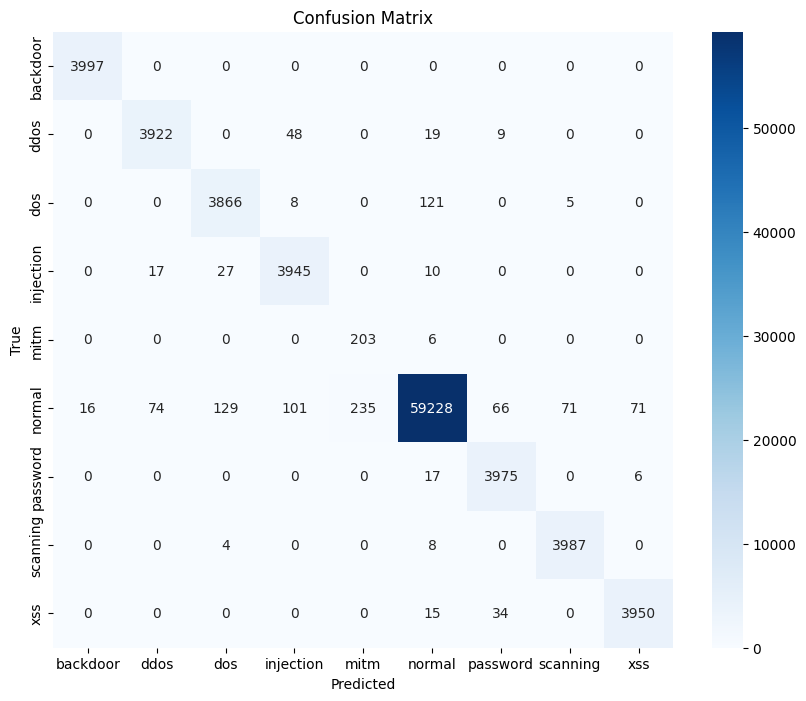 Confusion Matrix
backdoor 3997 0 0 0 0 0 0 0 0
ddos 0 3922 0 48 0 19 9 0 0
dos 0 0 3866 8 0 121 0 5 0
injection 0 17 27 3945 0 10 0 0 0
mitm 0 0 0 0 203 6 0 0 0
normal 16 74 129 101 235 59228 66 71 71
password 0 0 0 0 0 17 3975 0 6
scanning 0 0 4 0 0 8 0 3987 0
xss 0 0 0 0 0 15 34 0 3950
True
backdoor ddos dos injection mitm normal password scanning xss
Predicted
50000
40000
30000
20000
10000
0